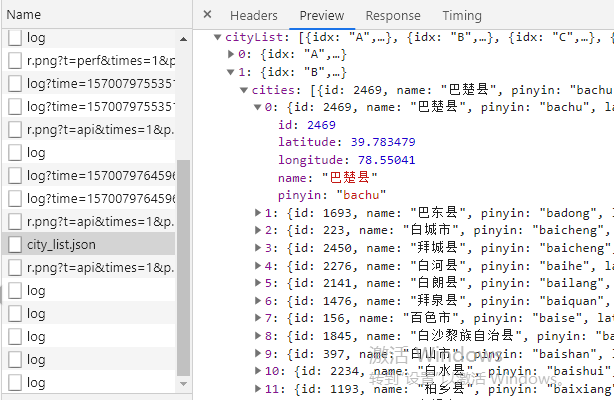 Name
log
r.png?t=perf&times=1&p
log?time=157007975535
log?time=157007975535
r.png?t=api&times=1&p.
log
log?time=157007976459
log?time=157007976459
r.png?t=api&times=1&p.
city_list.json
r.png?t=api&times=1&p.
log
log
log
log
log
× Headers Preview Response Timing
▼cityList: [{idx: "A",…}, {idx: "B",…}, {idx: "C",…},
▶0: {idx: "A",…}
▼1: {idx: "B",…}
▼cities: [{id: 2469, name: "巴楚县", pinyin: "bachu
▼0: {id: 2469, name: "巴楚县", pinyin: "bachu", la
id: 2469
latitude: 39.783479
longitude: 78.55041
name: "巴楚县"
pinyin: "bachu"
▶1: {id: 1693, name: "巴东县", pinyin: "badong", l
▶2: {id: 223, name: "白城市", pinyin: "baicheng",
▶3: {id: 2450, name: "拜城县", pinyin: "baicheng",
▶4: {id: 2276, name: "白河县", pinyin: "baihe", la
▶5: {id: 2141, name: "白朗县", pinyin: "bailang",
▶6: {id: 1476, name: "拜泉县", pinyin: "baiquan",
▶7: {id: 156, name: "百色市", pinyin: "baise", lat
▶8: {id: 1845, name: "白沙黎族自治县", pinyin: "bais
▶9: {id: 397, name: "白山市", pinyin: "baishan", l
▶10: {id: 2234, name: "白水县", pinyin: "baishui",
▶11: {id: 1193, name: "柏乡县", pinyin: "baixiang"
激活 Windows
转到"设置"以激活 Windows。